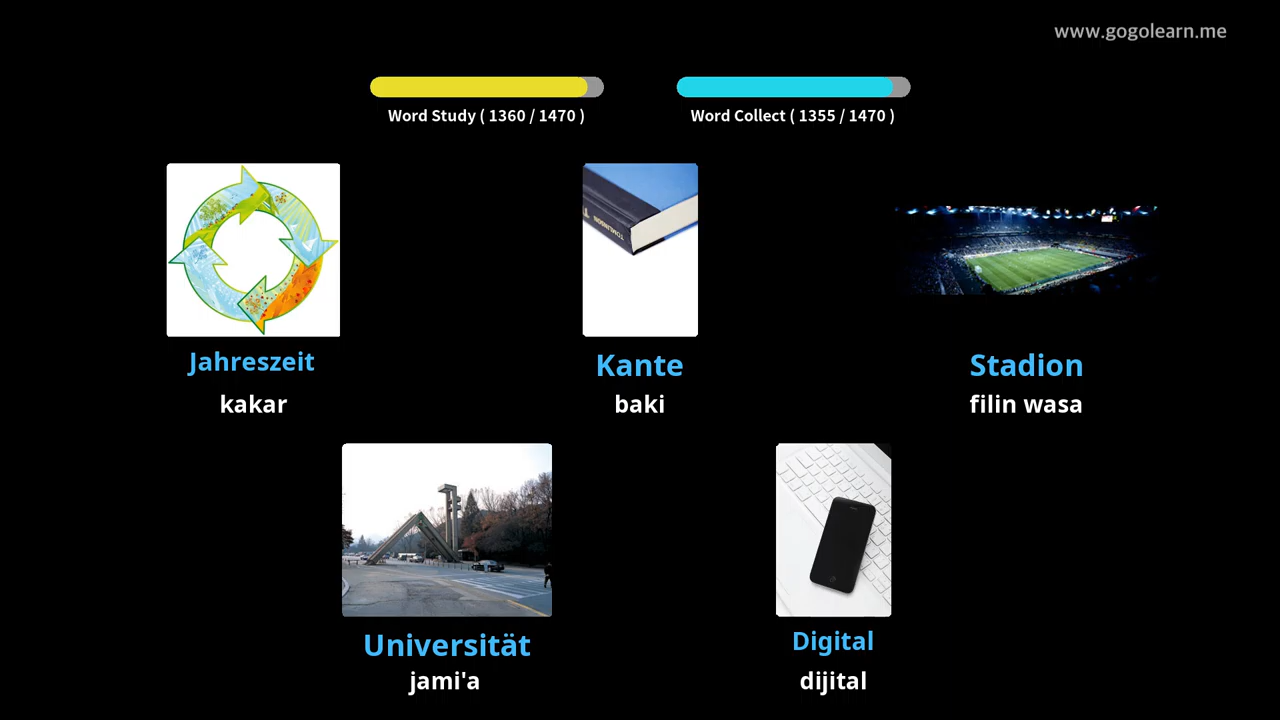 www.gogolearn.me
Word Study ( 1360 / 1470 )
Word Collect ( 1355 / 1470 )
TOMLINSON
Jahreszeit
Kante
Stadion
kakar
baki
filin wasa
Universität
Digital
jami'a
dijital